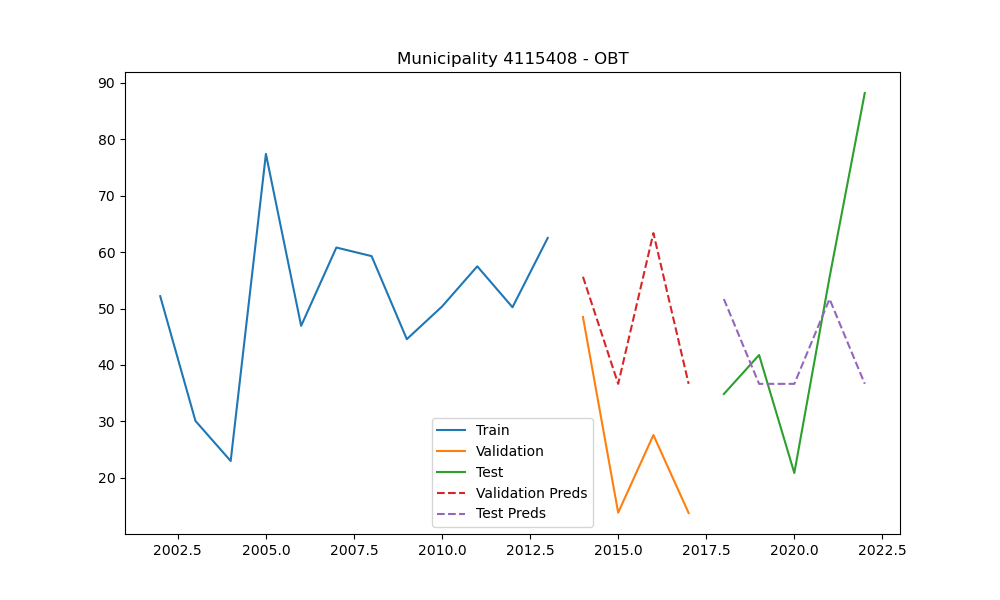 Municipality 4115408 - OBT
90
80
70
60
50
40
30
20
Train
Validation
Test
Validation Preds
Test Preds
2002.5 2005.0 2007.5 2010.0 2012.5 2015.0 2017.5 2020.0 2022.5